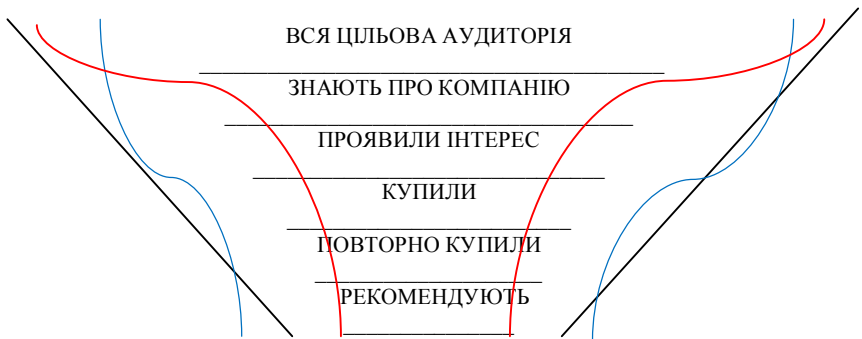 ВСЯ ЦІЛЬОВА АУДИТОРІЯ
ЗНАЮТЬ ПРО КОМПАНІЮ
ПРОЯВИЛИ ІНТЕРЕС
КУПИЛИ
ПОВТОРНО КУПИЛИ
РЕКОМЕНДУЮТЬ